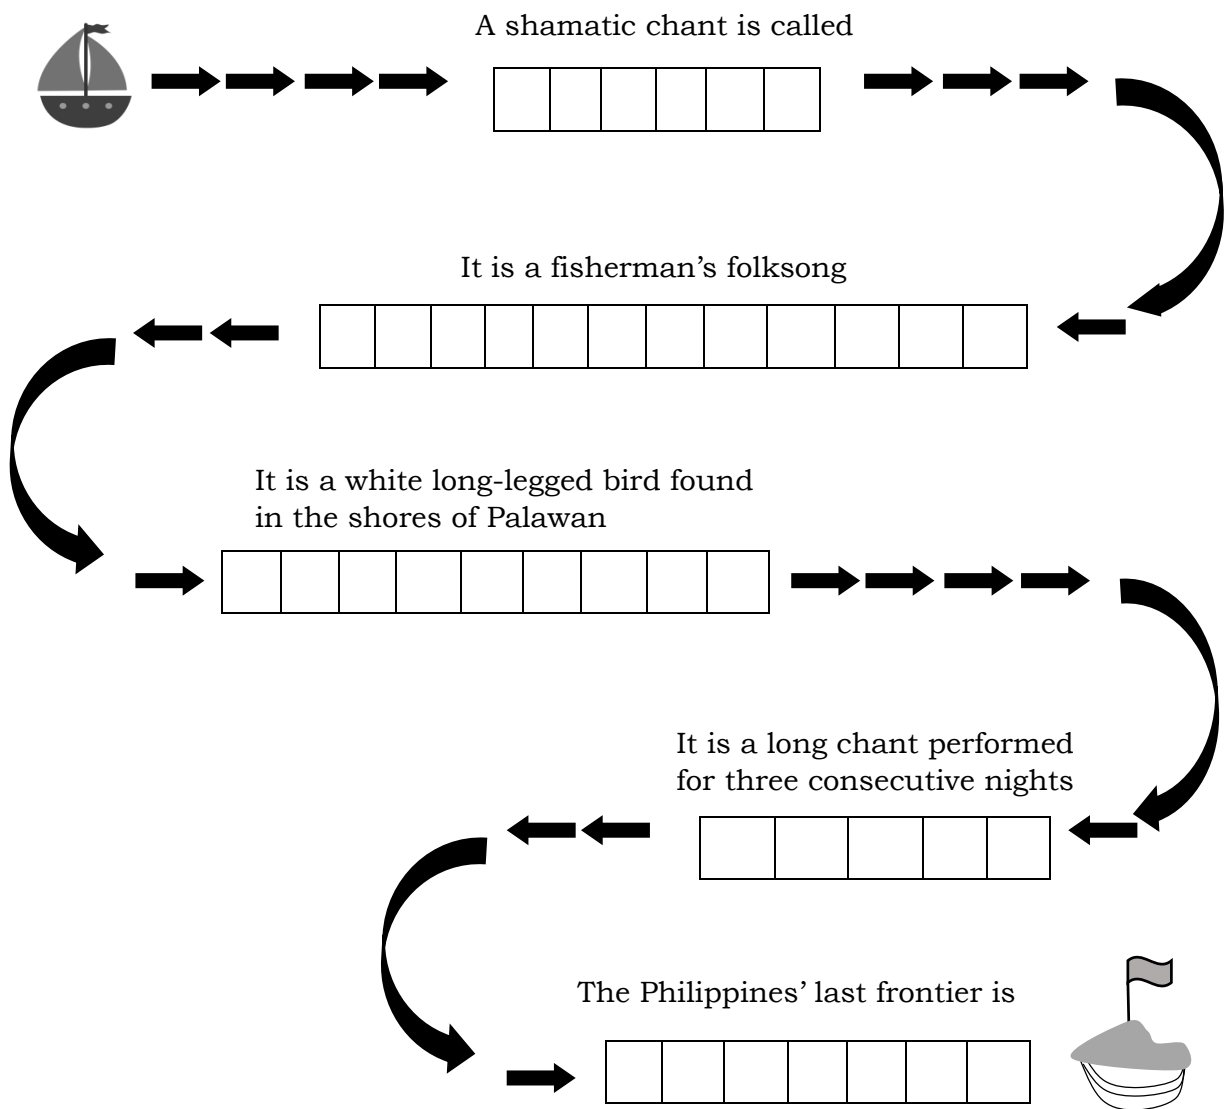 A shamatic chant is called
It is a fisherman’s folksong
It is a white long-legged bird found
in the shores of Palawan
It is a long chant performed
for three consecutive nights
The Philippines’ last frontier is